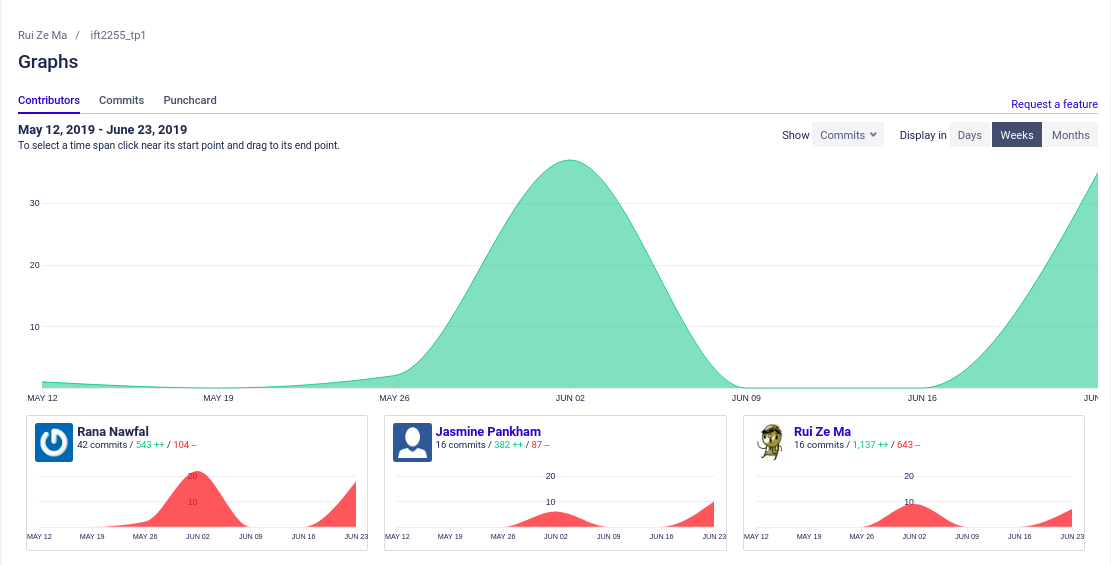 Rui Ze Ma / ift2255_tp1
Graphs
Contributors Commits Punchcard
Request a feature
May 12, 2019 - June 23, 2019
To select a time span click near its start point and drag to its end point.
Show Commits Display in Days Weeks Months
30
20
10
MAY 12 MAY 19 MAY 26 JUN 02 JUN 09 JUN 16 JUN
Rana Nawfal
42 commits / 543 ++ / 104 --
20
10
MAY 12 MAY 19 MAY 26 JUN 02 JUN 09 JUN 16 JUN 23
Jasmine Pankham
16 commits / 382 ++ / 87 --
20
10
MAY 12 MAY 19 MAY 26 JUN 02 JUN 09 JUN 16 JUN 23
Rui Ze Ma
16 commits / 1,137 ++ / 643 --
20
10
MAY 12 MAY 19 MAY 26 JUN 02 JUN 09 JUN 16 JUN 23